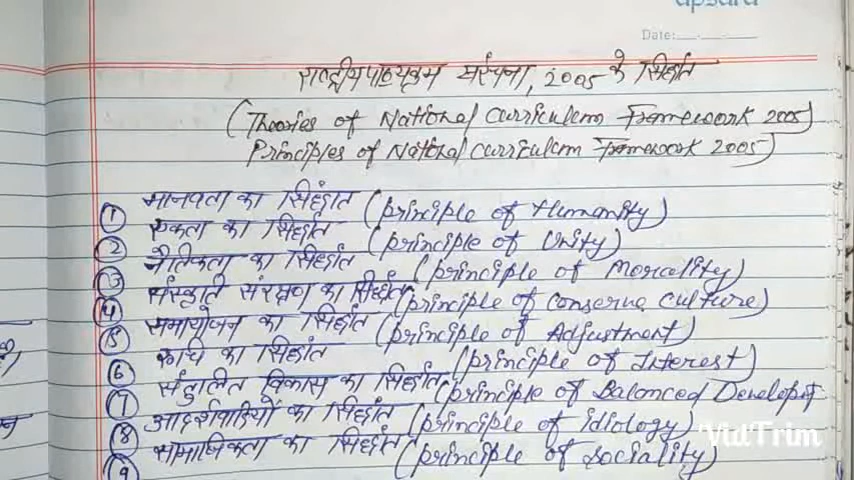 apsara
Date:
राष्ट्रीय पाठ्यक्रम संरचना, 2005 के सिद्धांत
(Theories of National Curriculum Framework 2005)
Principles of National Curriculum Framework 2005)
① मानवता का सिद्धांत (principle of Humanity)
② एकता का सिद्धांत (principle of Unity)
③ नैतिकता का सिद्धांत (principle of Morality)
④ संस्कृति संरक्षण का सिद्धांत (principle of conserve culture)
⑤ समायोजन का सिद्धांत (principle of Adjustment)
⑥ रूचि का सिद्धांत (principle of Interest)
⑦ संतुलित विकास का सिद्धांत (principle of Balanced Develop
⑧ आदर्शवादियों का सिद्धांत (principle of idiology)
⑨ सामाजिकता का सिद्धांत (principle of sociality)
VidTrim